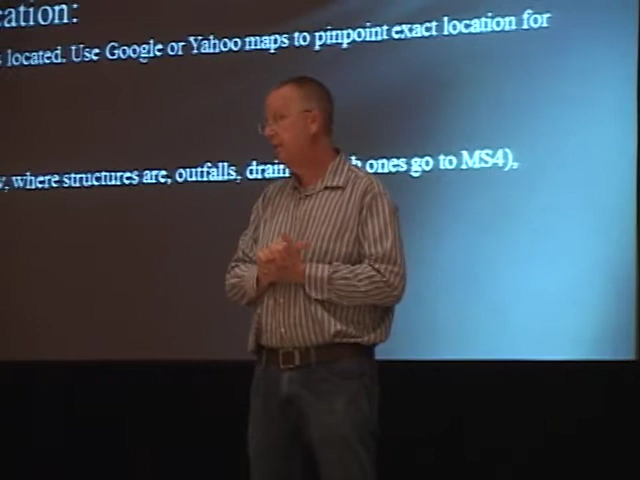 cation:
located. Use Google or Yahoo maps to pinpoint exact location for
where structures are, outfalls, ones go to MS4),